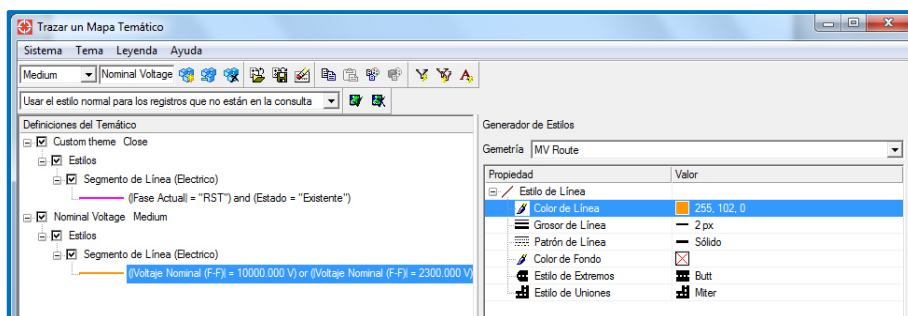 Trazar un Mapa Temático
Sistema Tema Leyenda Ayuda
Medium Nominal Voltage
Usar el estilo normal para los registros que no están en la consulta
Definiciones del Temático
Custom theme Close
Estilos
Segmento de Línea (Electrico)
(|Fase Actual| = "RST") and (Estado = "Existente")
Nominal Voltage Medium
Estilos
Segmento de Línea (Electrico)
(|Voltaje Nominal (F-F)| = 10000.000 V) or (|Voltaje Nominal (F-F)| = 2300.000 V)
Generador de Estilos
Gemetría MV Route
Propiedad Valor
Estilo de Línea
Color de Línea 255, 102, 0
Grosor de Línea 2 px
Patrón de Línea Sólido
Color de Fondo
Estilo de Extremos Butt
Estilo de Uniones Miter